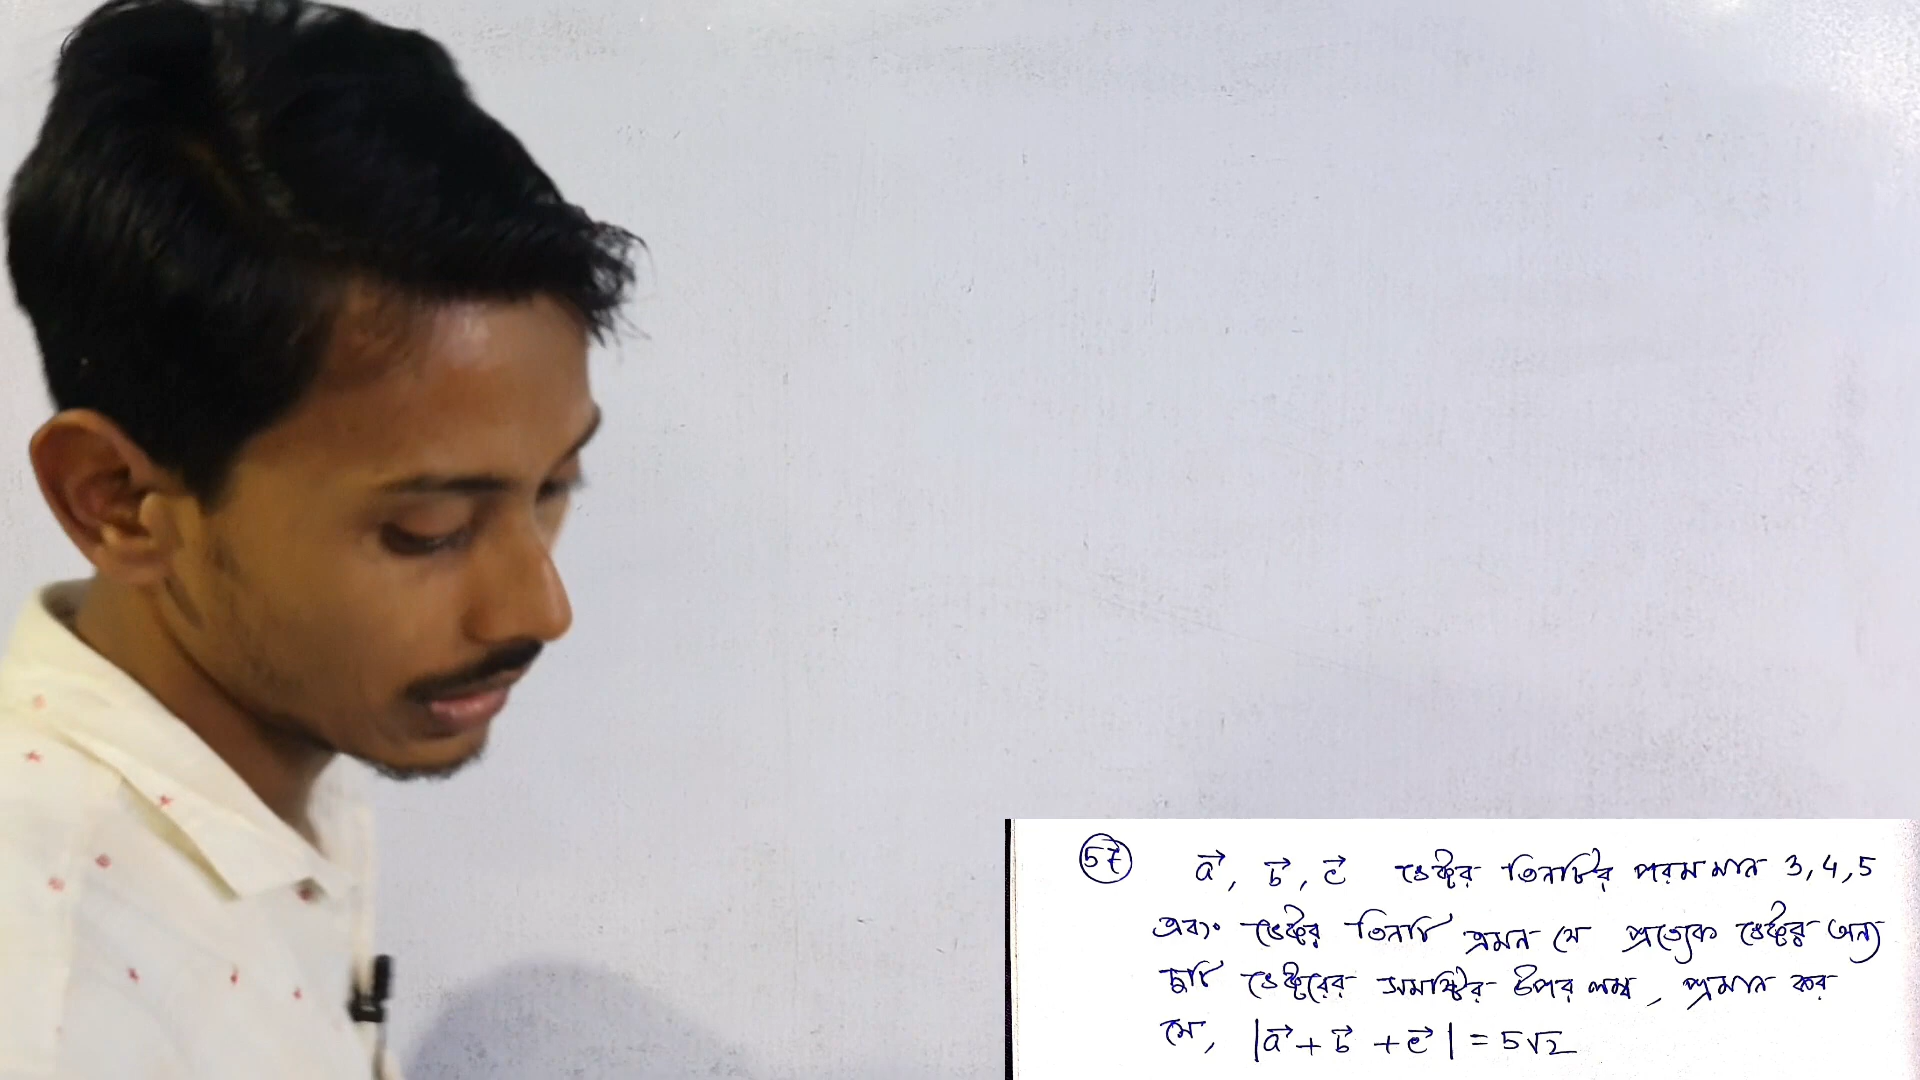 57 a⃗, b⃗, c⃗ ভেক্টর তিনটির পরম মান 3, 4, 5
এবং ভেক্টর তিনটি এমন যে প্রত্যেক ভেক্টর অন্য
দুটি ভেক্টরের সমষ্টির উপর লম্ব, প্রমান কর
যে, |a⃗ + b⃗ + c⃗| = 5√2